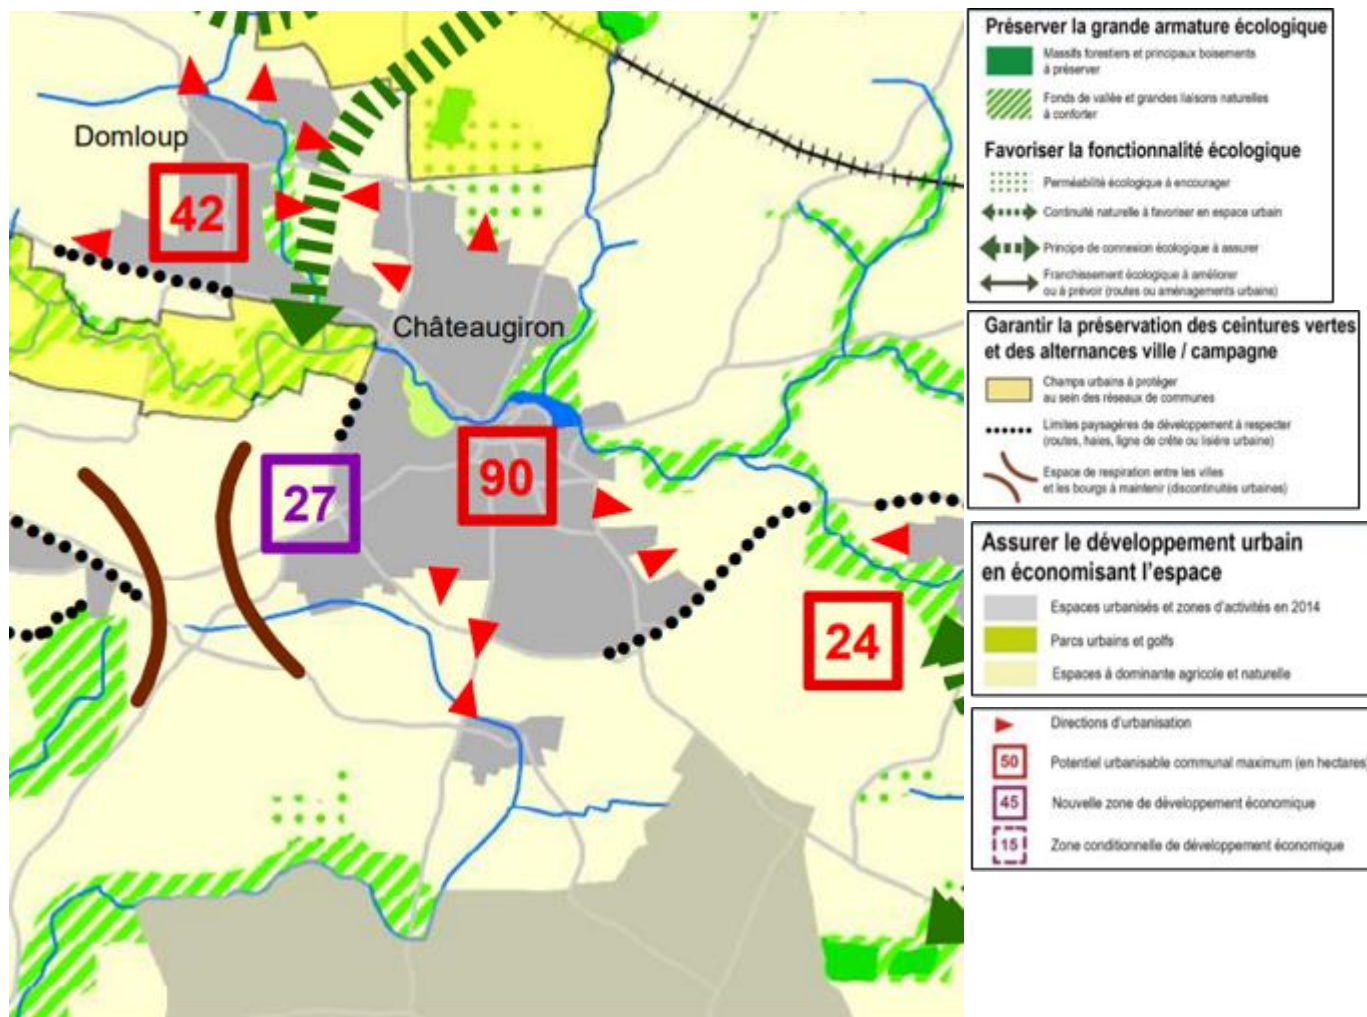 Domloup
42
Châteaugiron
27
90
24
Préserver la grande armature écologique
Massifs forestiers et principaux boisements
à préserver
Fonds de vallée et grandes liaisons naturelles
à conforter
Favoriser la fonctionnalité écologique
Perméabilité écologique à encourager
Continuité naturelle à favoriser en espace urbain
Principe de connexion écologique à assurer
Franchissement écologique à améliorer
ou à prévoir (routes ou aménagements urbains)
Garantir la préservation des ceintures vertes
et des alternances ville / campagne
Champs urbains à protéger
au sein des réseaux de communes
Limites paysagères de développement à respecter
(routes, haies, ligne de crête ou lisière urbaine)
Espace de respiration entre les villes
et les bourgs à maintenir (discontinuités urbaines)
Assurer le développement urbain
en économisant l'espace
Espaces urbanisés et zones d'activités en 2014
Parcs urbains et golfs
Espaces à dominante agricole et naturelle
Directions d'urbanisation
50 Potentiel urbanisable communal maximum (en hectares)
45 Nouvelle zone de développement économique
15 Zone conditionnelle de développement économique